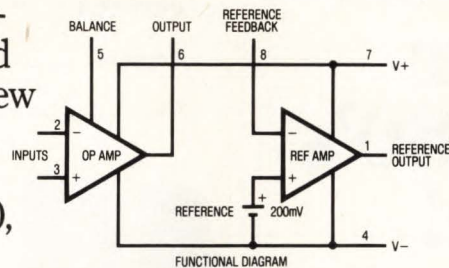 d
ew
),
BALANCE
OUTPUT
REFERENCE
FEEDBACK
5
6
8
7
V+
2
−
INPUTS
OP AMP
3
+
−
REF AMP
+
1
REFERENCE
OUTPUT
REFERENCE
+
200mV
4
V−
FUNCTIONAL DIAGRAM